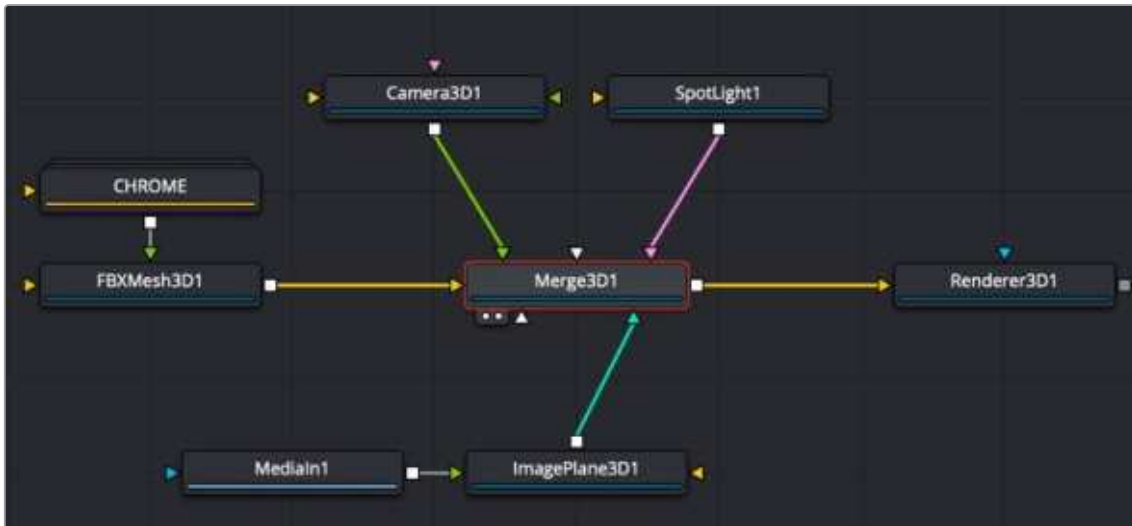 Camera3D1
SpotLight1
CHROME
FBXMesh3D1
Merge3D1
Renderer3D1
MediaIn1
ImagePlane3D1